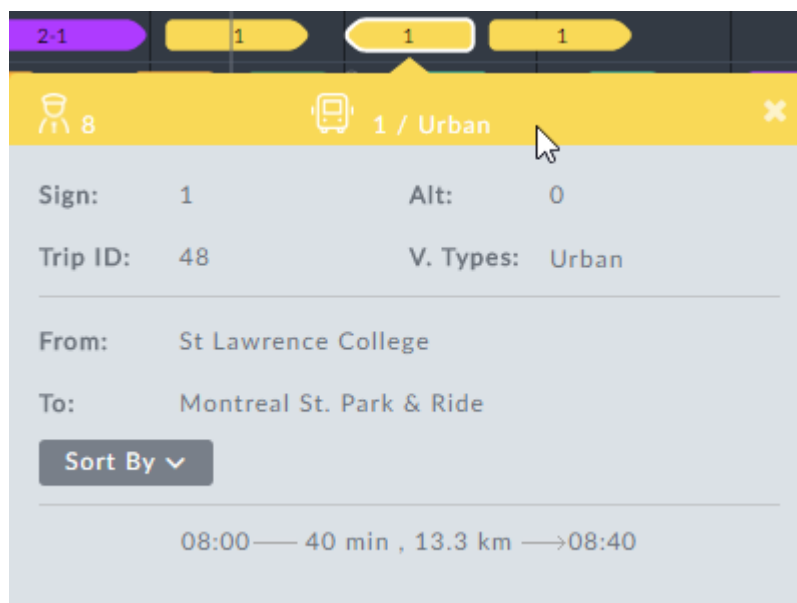 2-1 1 1 1
8 1 / Urban
Sign: 1 Alt: 0
Trip ID: 48 V. Types: Urban
From: St Lawrence College
To: Montreal St. Park & Ride
Sort By
08:00 40 min , 13.3 km 08:40